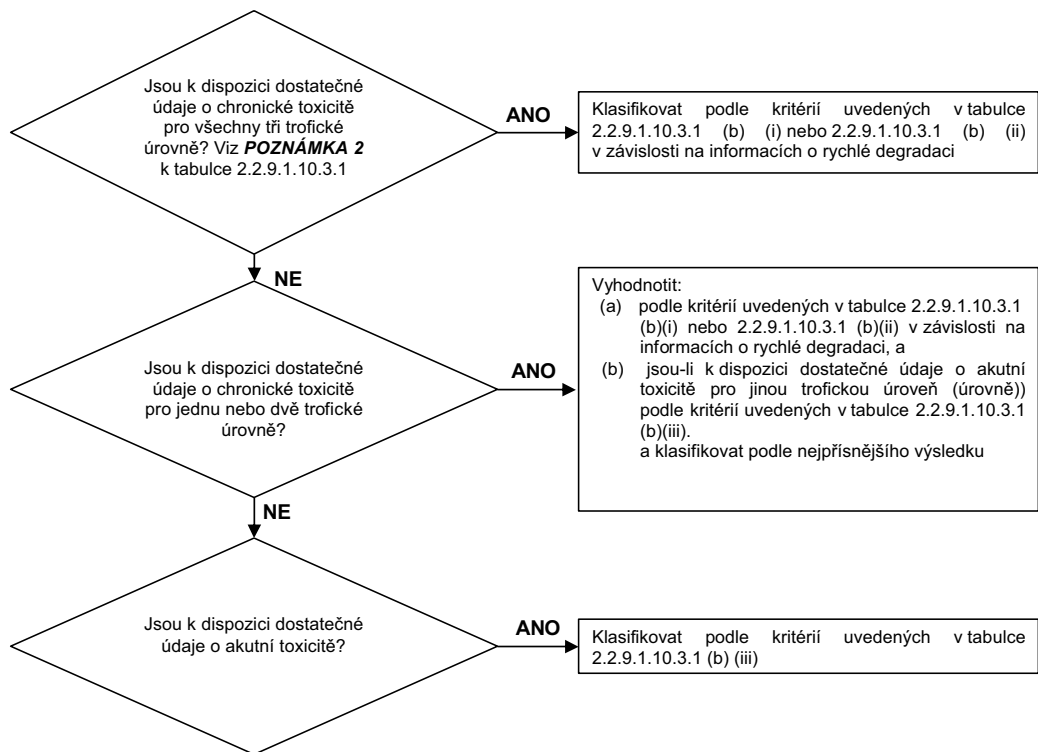 Jsou k dispozici dostatečné
údaje o chronické toxicitě
pro všechny tři trofické
úrovně? Viz POZNÁMKA 2
k tabulce 2.2.9.1.10.3.1
ANO
Klasifikovat podle kritérií uvedených v tabulce
2.2.9.1.10.3.1 (b) (i) nebo 2.2.9.1.10.3.1 (b) (ii)
v závislosti na informacích o rychlé degradaci
NE
Jsou k dispozici dostatečné
údaje o chronické toxicitě
pro jednu nebo dvě trofické
úrovně?
ANO
Vyhodnotit:
(a) podle kritérií uvedených v tabulce 2.2.9.1.10.3.1
(b)(i) nebo 2.2.9.1.10.3.1 (b)(ii) v závislosti na
informacích o rychlé degradaci, a
(b) jsou-li k dispozici dostatečné údaje o akutní
toxicitě pro jinou trofickou úroveň (úrovně))
podle kritérií uvedených v tabulce 2.2.9.1.10.3.1
(b)(iii).
a klasifikovat podle nejpřísnějšího výsledku
NE
Jsou k dispozici dostatečné
údaje o akutní toxicitě?
ANO
Klasifikovat podle kritérií uvedených v tabulce
2.2.9.1.10.3.1 (b) (iii)